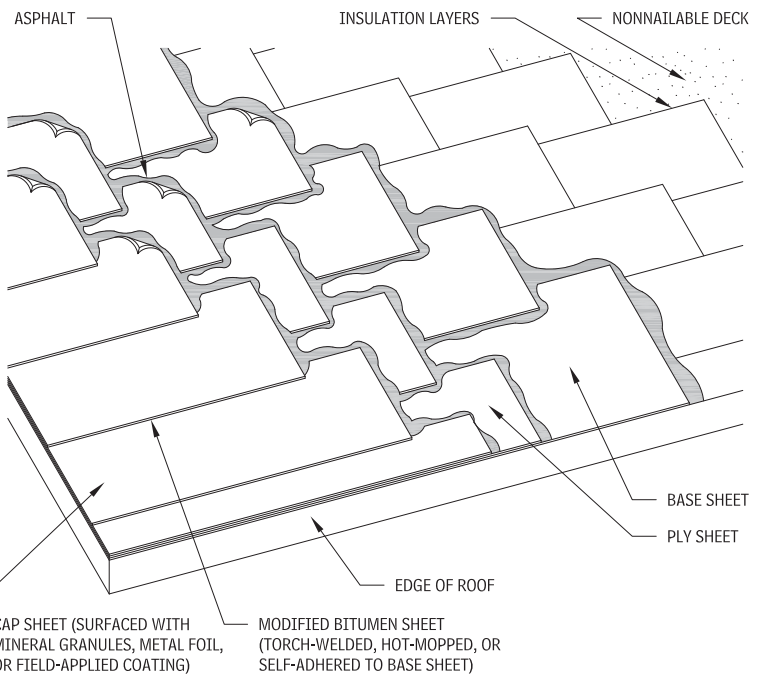 ASPHALT
INSULATION LAYERS
NONNAILABLE DECK
BASE SHEET
PLY SHEET
EDGE OF ROOF
CAP SHEET (SURFACED WITH
MINERAL GRANULES, METAL FOIL,
OR FIELD-APPLIED COATING)
MODIFIED BITUMEN SHEET
(TORCH-WELDED, HOT-MOPPED, OR
SELF-ADHERED TO BASE SHEET)